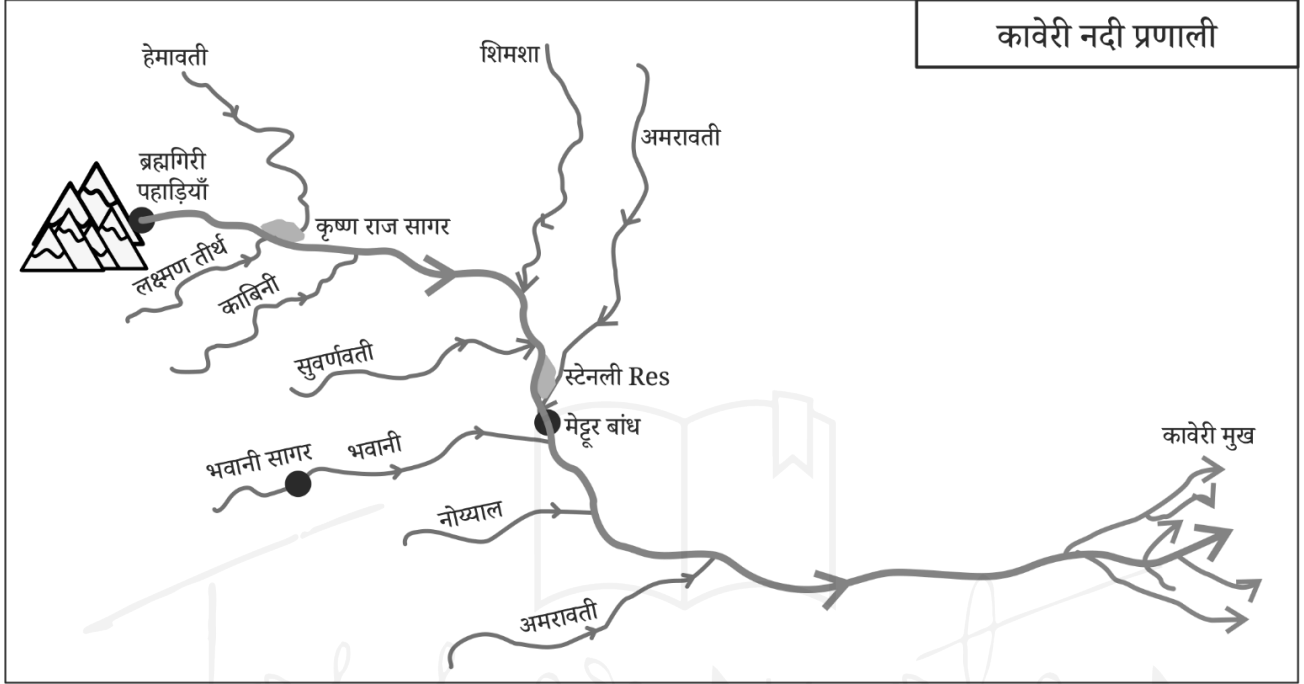 कावेरी नदी प्रणाली
हेमावती
शिमशा
अमरावती
ब्रह्मगिरी
पहाड़ियाँ
कृष्ण राज सागर
लक्ष्मण तीर्थ
काबिनी
सुवर्णवती
स्टेनली Res
मेट्टूर बांध
कावेरी मुख
भवानी सागर
भवानी
नोय्याल
अमरावती